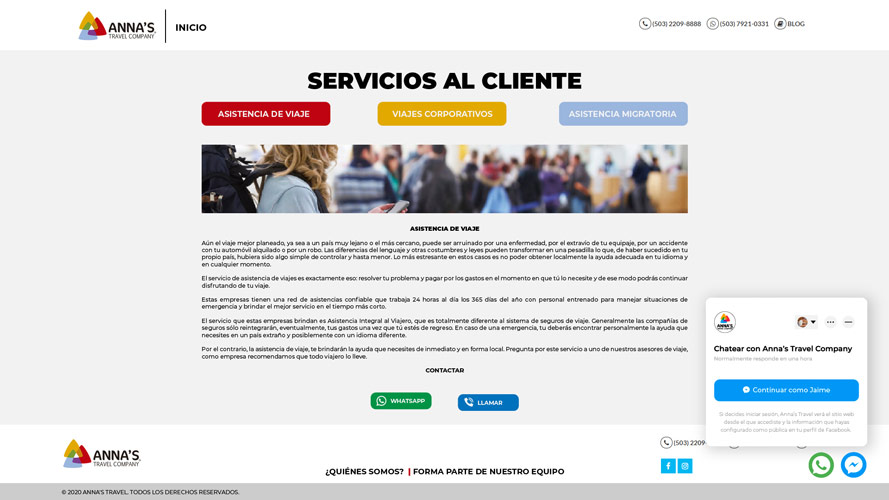 ANNA'S
TRAVEL COMPANY
INICIO
(503) 2209-8888
(503) 7921-0331
BLOG
SERVICIOS AL CLIENTE
ASISTENCIA DE VIAJE
VIAJES CORPORATIVOS
ASISTENCIA MIGRATORIA
ASISTENCIA DE VIAJE
Aún el viaje mejor planeado, ya sea a un país muy lejano o el más cercano, puede ser arruinado por una enfermedad, por el extravío de tu equipaje, por un accidente
con tu automóvil alquilado o por un robo. Las diferencias del lenguaje y otras costumbres y leyes pueden transformar en una pesadilla lo que, de haber sucedido en tu
propio país, hubiera sido algo simple de controlar y hasta menor. Lo más estresante en estos casos es no poder obtener localmente la ayuda adecuada en tu idioma y
en cualquier momento.
El servicio de asistencia de viajes es exactamente eso: resolver tu problema y pagar por los gastos en el momento en que tú lo necesite y de ese modo podrás continuar
disfrutando de tu viaje.
Estas empresas tienen una red de asistencias confiable que trabaja 24 horas al día los 365 días del año con personal entrenado para manejar situaciones de
emergencia y brindar el mejor servicio en el tiempo más corto.
El servicio que estas empresas brindan es Asistencia Integral al Viajero, que es totalmente diferente al sistema de seguros de viaje. Generalmente las compañías de
seguros sólo reintegrarán, eventualmente, tus gastos una vez que tú estés de regreso. En caso de una emergencia, tu deberás encontrar personalmente la ayuda que
necesites en un país extraño y posiblemente con un idioma diferente.
Por el contrario, la asistencia de viaje, te brindarán la ayuda que necesites de inmediato y en forma local. Pregunta por este servicio a uno de nuestros asesores de viaje,
como empresa recomendamos que todo viajero lo lleve.
CONTACTAR
WHATSAPP
LLAMAR
ANNA'S
Chatear con Anna's Travel Company
Normalmente responde en una hora
Continuar como Jaime
Si decides iniciar sesión, Anna's Travel verá el sitio web
desde el que accediste y la información que hayas
configurado como pública en tu perfil de Facebook.
ANNA'S
TRAVEL COMPANY
(503) 2209-
¿QUIÉNES SOMOS? | FORMA PARTE DE NUESTRO EQUIPO
© 2020 ANNA'S TRAVEL, TODOS LOS DERECHOS RESERVADOS.